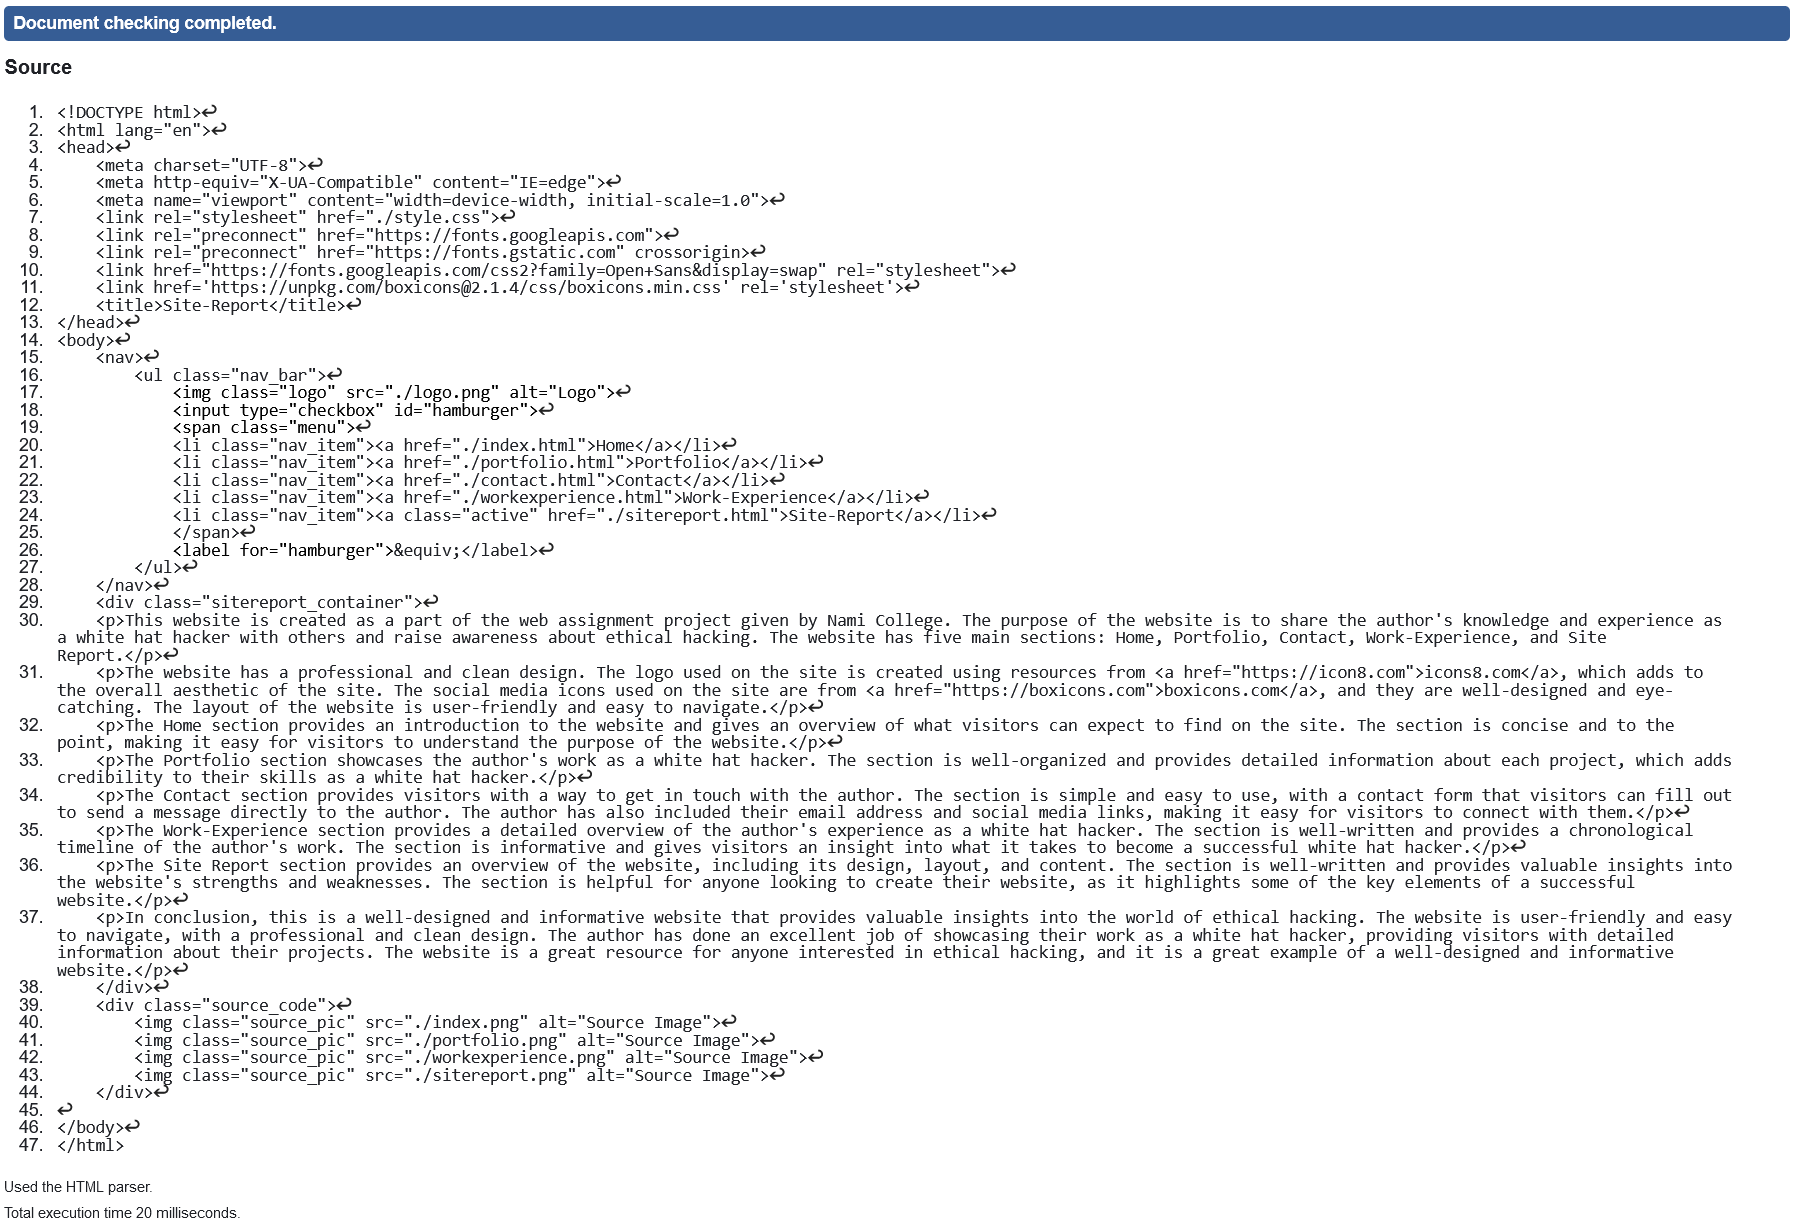 Document checking completed.
Source
1. <!DOCTYPE html>↩
2. <html lang="en">↩
3. <head>↩
4.     <meta charset="UTF-8">↩
5.     <meta http-equiv="X-UA-Compatible" content="IE=edge">↩
6.     <meta name="viewport" content="width=device-width, initial-scale=1.0">↩
7.     <link rel="stylesheet" href="./style.css">↩
8.     <link rel="preconnect" href="https://fonts.googleapis.com">↩
9.     <link rel="preconnect" href="https://fonts.gstatic.com" crossorigin>↩
10.     <link href="https://fonts.googleapis.com/css2?family=Open+Sans&display=swap" rel="stylesheet">↩
11.     <link href='https://unpkg.com/boxicons@2.1.4/css/boxicons.min.css' rel='stylesheet'>↩
12.     <title>Site-Report</title>↩
13. </head>↩
14. <body>↩
15.     <nav>↩
16.         <ul class="nav_bar">↩
17.             <img class="logo" src="./logo.png" alt="Logo">↩
18.             <input type="checkbox" id="hamburger">↩
19.             <span class="menu">↩
20.             <li class="nav_item"><a href="./index.html">Home</a></li>↩
21.             <li class="nav_item"><a href="./portfolio.html">Portfolio</a></li>↩
22.             <li class="nav_item"><a href="./contact.html">Contact</a></li>↩
23.             <li class="nav_item"><a href="./workexperience.html">Work-Experience</a></li>↩
24.             <li class="nav_item"><a class="active" href="./sitereport.html">Site-Report</a></li>↩
25.             </span>↩
26.             <label for="hamburger">&equiv;</label>↩
27.         </ul>↩
28.     </nav>↩
29.     <div class="sitereport_container">↩
30.     <p>This website is created as a part of the web assignment project given by Nami College. The purpose of the website is to share the author's knowledge and experience as
a white hat hacker with others and raise awareness about ethical hacking. The website has five main sections: Home, Portfolio, Contact, Work-Experience, and Site
Report.</p>↩
31.     <p>The website has a professional and clean design. The logo used on the site is created using resources from <a href="https://icon8.com">icons8.com</a>, which adds to
the overall aesthetic of the site. The social media icons used on the site are from <a href="https://boxicons.com">boxicons.com</a>, and they are well-designed and eye-
catching. The layout of the website is user-friendly and easy to navigate.</p>↩
32.     <p>The Home section provides an introduction to the website and gives an overview of what visitors can expect to find on the site. The section is concise and to the
point, making it easy for visitors to understand the purpose of the website.</p>↩
33.     <p>The Portfolio section showcases the author's work as a white hat hacker. The section is well-organized and provides detailed information about each project, which adds
credibility to their skills as a white hat hacker.</p>↩
34.     <p>The Contact section provides visitors with a way to get in touch with the author. The section is simple and easy to use, with a contact form that visitors can fill out
to send a message directly to the author. The author has also included their email address and social media links, making it easy for visitors to connect with them.</p>↩
35.     <p>The Work-Experience section provides a detailed overview of the author's experience as a white hat hacker. The section is well-written and provides a chronological
timeline of the author's work. The section is informative and gives visitors an insight into what it takes to become a successful white hat hacker.</p>↩
36.     <p>The Site Report section provides an overview of the website, including its design, layout, and content. The section is well-written and provides valuable insights into
the website's strengths and weaknesses. The section is helpful for anyone looking to create their website, as it highlights some of the key elements of a successful
website.</p>↩
37.     <p>In conclusion, this is a well-designed and informative website that provides valuable insights into the world of ethical hacking. The website is user-friendly and easy
to navigate, with a professional and clean design. The author has done an excellent job of showcasing their work as a white hat hacker, providing visitors with detailed
information about their projects. The website is a great resource for anyone interested in ethical hacking, and it is a great example of a well-designed and informative
website.</p>↩
38.     </div>↩
39.     <div class="source_code">↩
40.         <img class="source_pic" src="./index.png" alt="Source Image">↩
41.         <img class="source_pic" src="./portfolio.png" alt="Source Image">↩
42.         <img class="source_pic" src="./workexperience.png" alt="Source Image">↩
43.         <img class="source_pic" src="./sitereport.png" alt="Source Image">↩
44.     </div>↩
45. ↩
46. </body>↩
47. </html>
Used the HTML parser.
Total execution time 20 milliseconds.